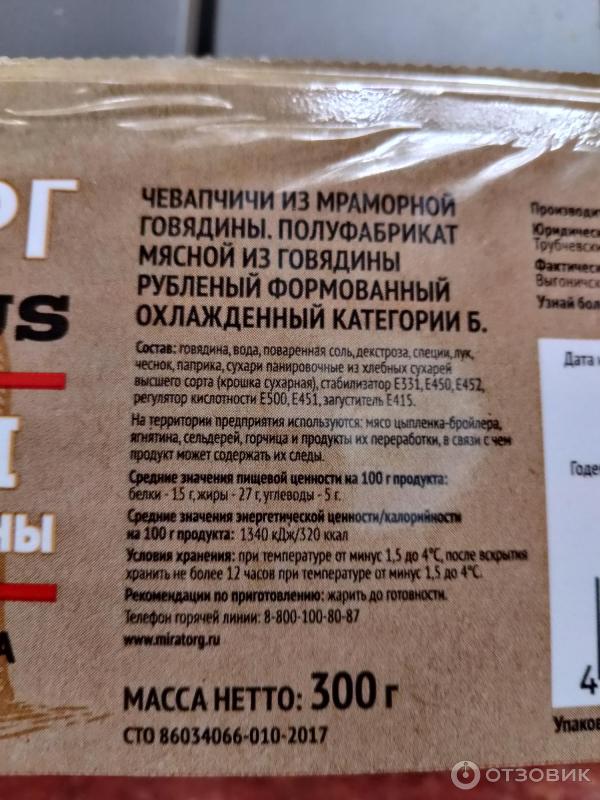 РГ
US
НЫ
А
ЧЕВАПЧИЧИ ИЗ МРАМОРНОЙ
ГОВЯДИНЫ. ПОЛУФАБРИКАТ
МЯСНОЙ ИЗ ГОВЯДИНЫ
РУБЛЕНЫЙ ФОРМОВАННЫЙ
ОХЛАЖДЕННЫЙ КАТЕГОРИИ Б.
Состав: говядина, вода, поваренная соль, декстроза, специи, лук,
чеснок, паприка, сухари панировочные из хлебных сухарей
высшего сорта (крошка сухарная), стабилизатор Е331, Е450, Е452,
регулятор кислотности Е500, Е451, загуститель Е415.
На территории предприятия используются: мясо цыпленка-бройлера,
ягнятина, сельдерей, горчица и продукты их переработки, в связи с чем
продукт может содержать их следы.
Средние значения пищевой ценности на 100 г продукта:
белки - 15 г, жиры - 27 г, углеводы - 5 г.
Средние значения энергетической ценности/калорийности
на 100 г продукта: 1340 кДж/320 ккал
Условия хранения: при температуре от минус 1,5 до 4°С, после вскрытия
хранить не более 12 часов при температуре от минус 1,5 до 4°С.
Рекомендации по приготовлению: жарить до готовности.
Телефон горячей линии: 8-800-100-80-87
www.miratorg.ru
МАССА НЕТТО: 300 г
СТО 86034066-010-2017
Производит
Юридическ
Трубчевски
Фактичес
Выгоничск
Узнай бол
Дата
Годе
4
Упаков
ОТЗОВИК